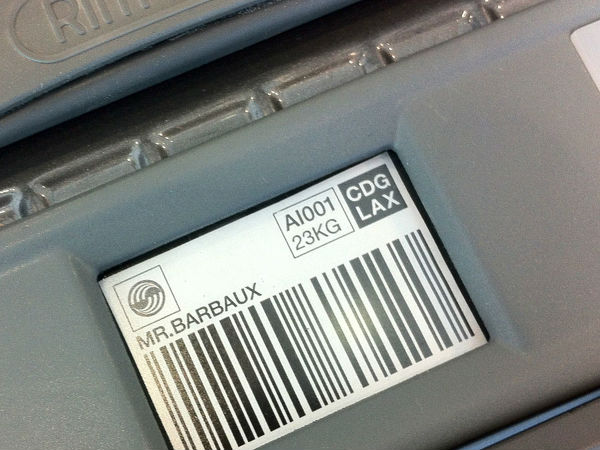 AI001
23KG
CDG
LAX
MR.BARBAUX